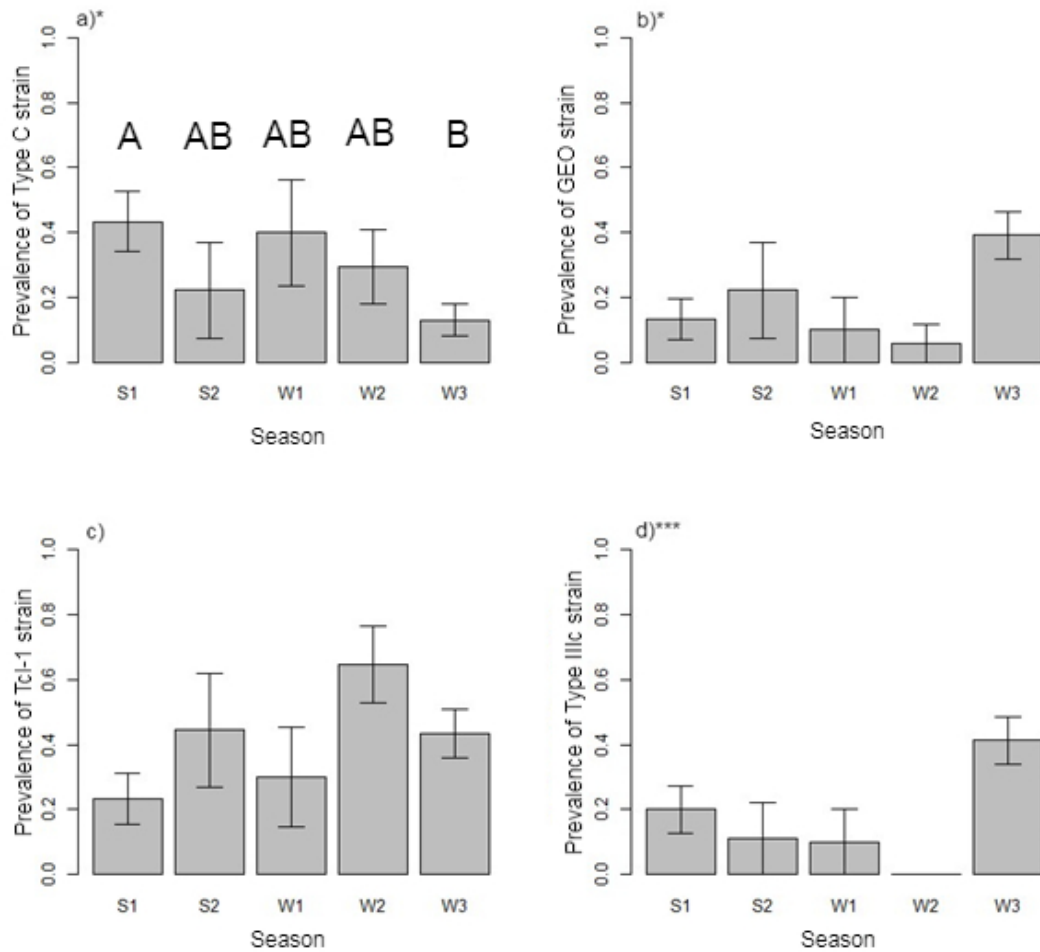 a)*
Prevalence of Type C strain
1.0
0.8
0.6
0.4
0.2
0.0
A AB AB AB B
S1 S2 W1 W2 W3
Season
b)*
Prevalence of GEO strain
1.0
0.8
0.6
0.4
0.2
0.0
S1 S2 W1 W2 W3
Season
c)
Prevalence of Tcl-1 strain
1.0
0.8
0.6
0.4
0.2
0.0
S1 S2 W1 W2 W3
Season
d)***
Prevalence of Type IIIc strain
1.0
0.8
0.6
0.4
0.2
0.0
S1 S2 W1 W2 W3
Season